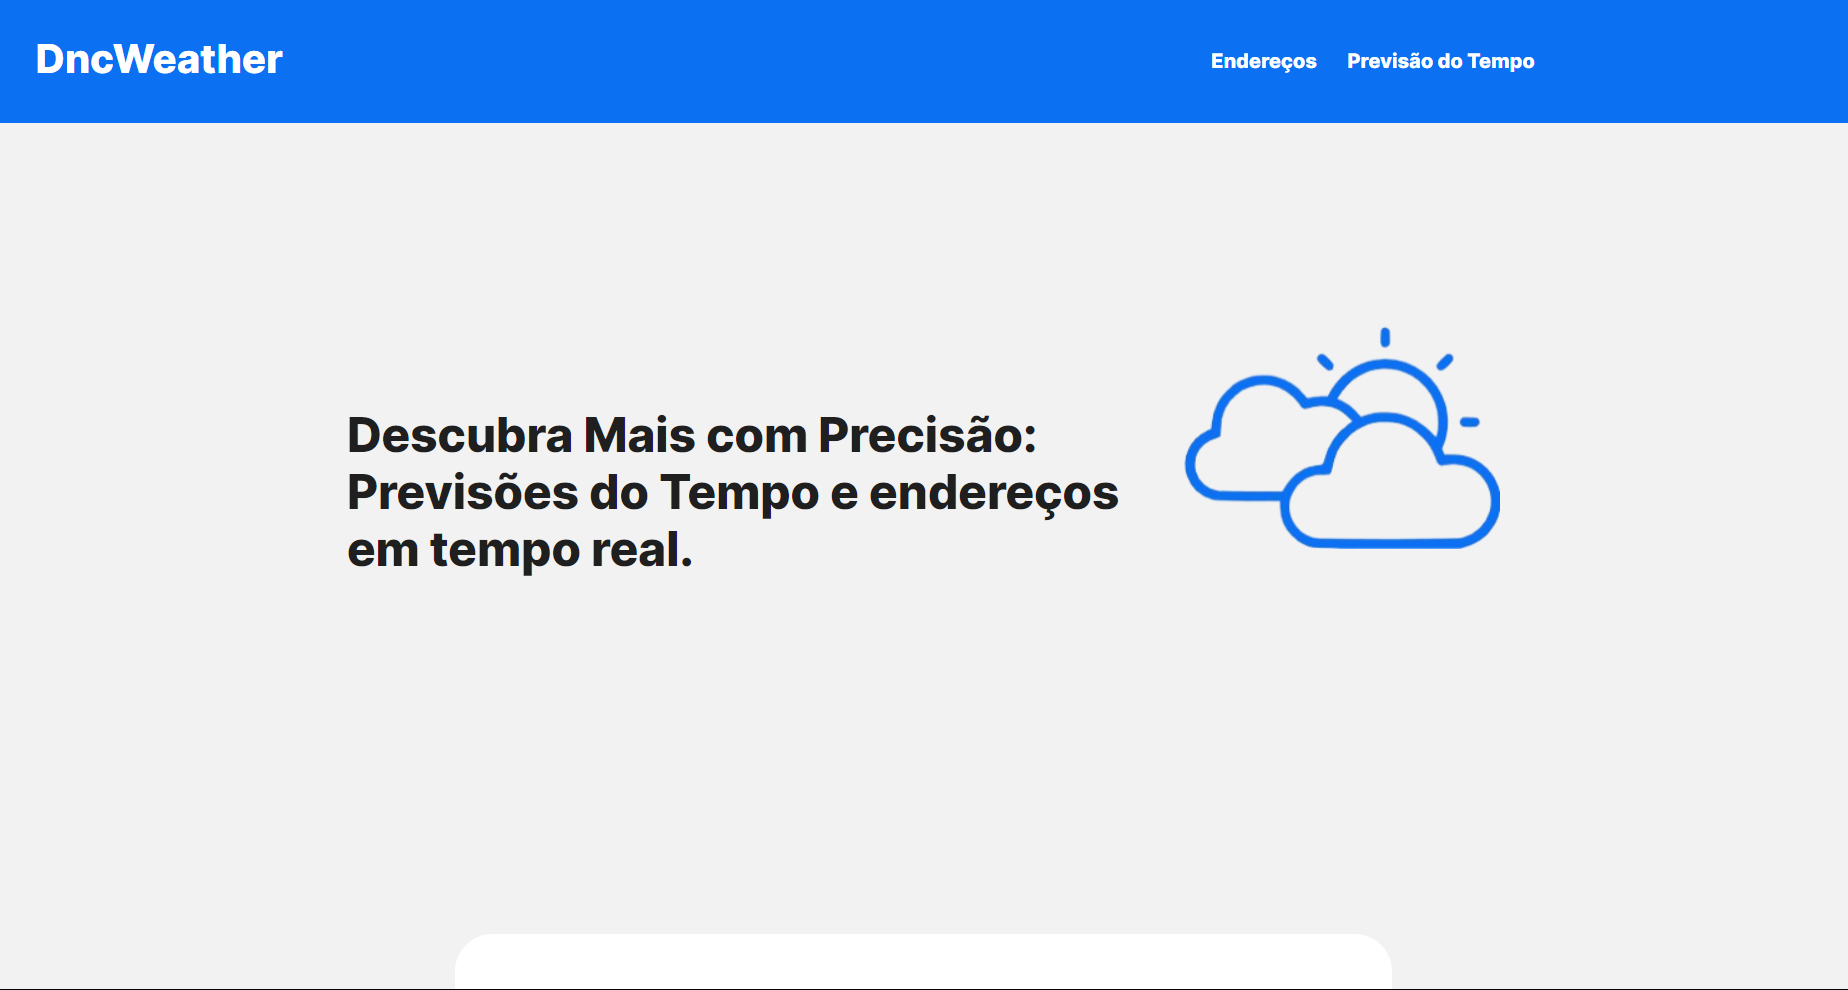 DncWeather
Endereços
Previsão do Tempo
Descubra Mais com Precisão:
Previsões do Tempo e endereços
em tempo real.